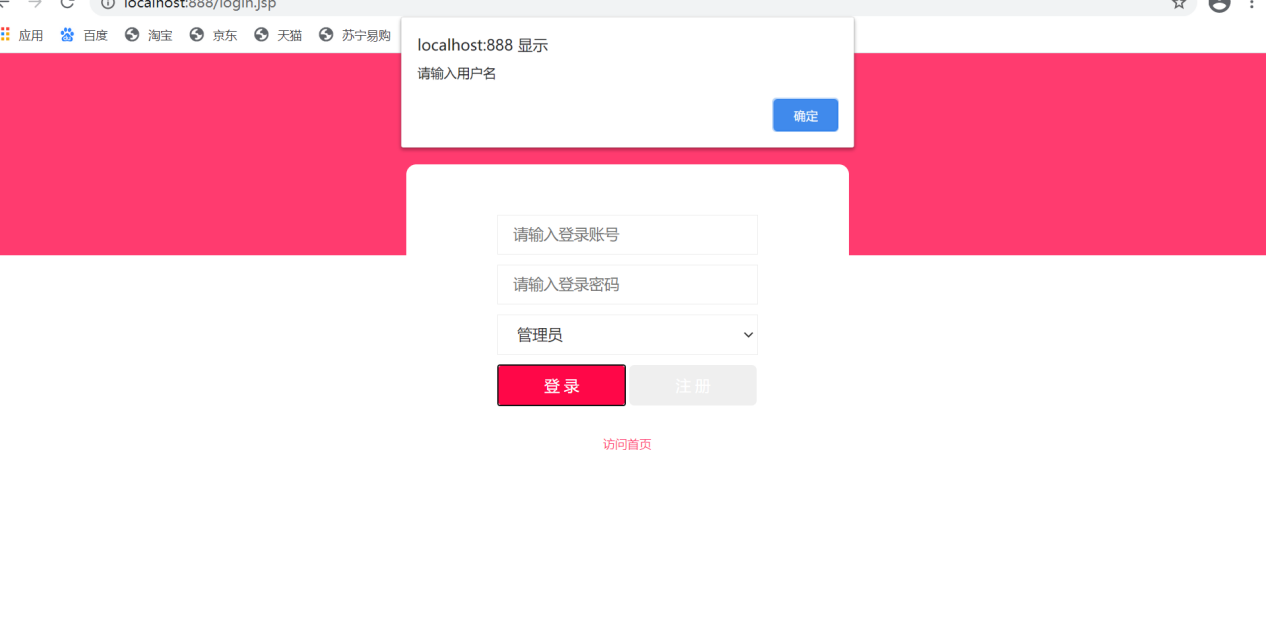 localhost:888/login.jsp
应用 百度 淘宝 京东 天猫 苏宁易购
localhost:888 显示
请输入用户名
确定
请输入登录账号
请输入登录密码
管理员
登录 注册
访问首页